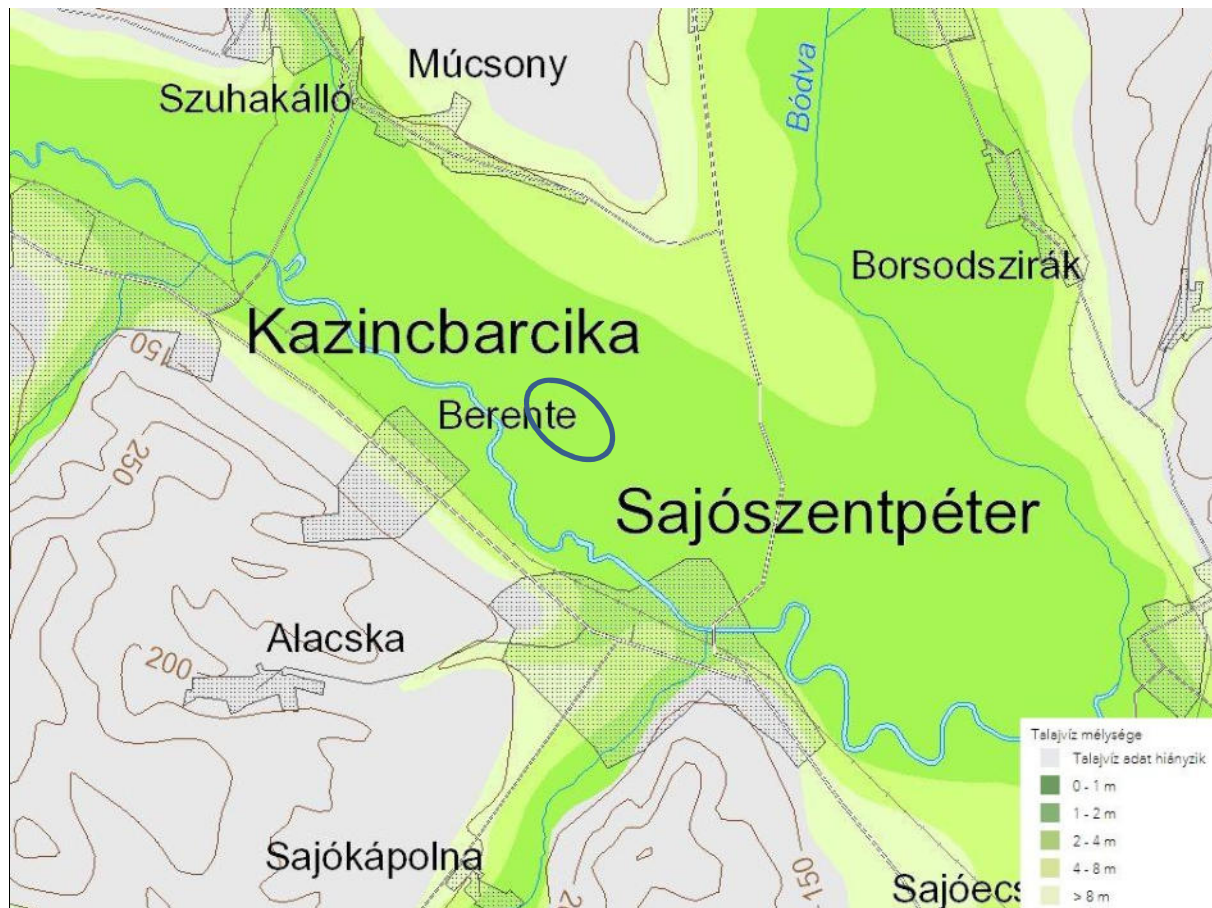 Múcsony
Szuhakálló
Bódva
Borsodszirák
Kazincbarcika
150
Berente
250
Sajószentpéter
Alacska
200
Sajókápolna
150
Sajóecs
Talajvíz mélysége
Talajvíz adat hiányzik
0 - 1 m
1 - 2 m
2 - 4 m
4 - 8 m
> 8 m